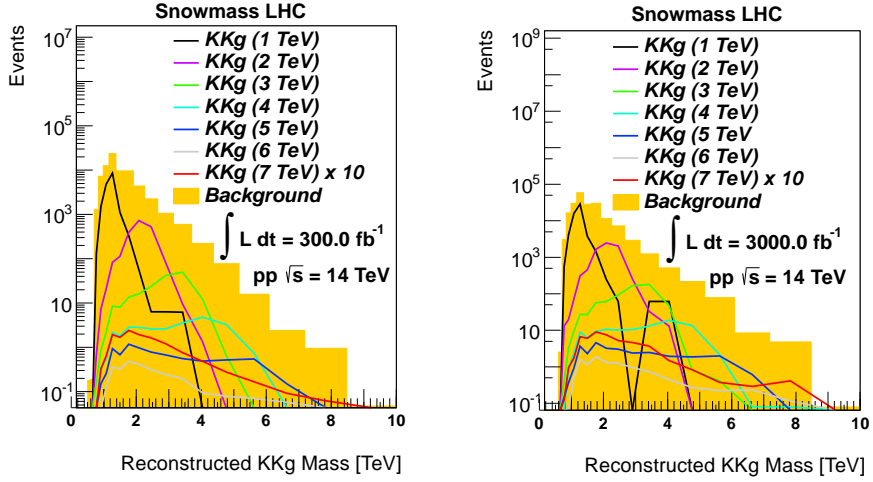 Snowmass LHC
Events
10^7
10^5
10^3
10
10^-1
KKg (1 TeV)
KKg (2 TeV)
KKg (3 TeV)
KKg (4 TeV)
KKg (5 TeV)
KKg (6 TeV)
KKg (7 TeV) x 10
Background
∫ L dt = 300.0 fb^-1
pp √s = 14 TeV
0 2 4 6 8 10
Reconstructed KKg Mass [TeV]
Snowmass LHC
Events
10^9
10^7
10^5
10^3
10
10^-1
KKg (1 TeV)
KKg (2 TeV)
KKg (3 TeV)
KKg (4 TeV)
KKg (5 TeV
KKg (6 TeV)
KKg (7 TeV) x 10
Background
∫ L dt = 3000.0 fb^-1
pp √s = 14 TeV
0 2 4 6 8 10
Reconstructed KKg Mass [TeV]